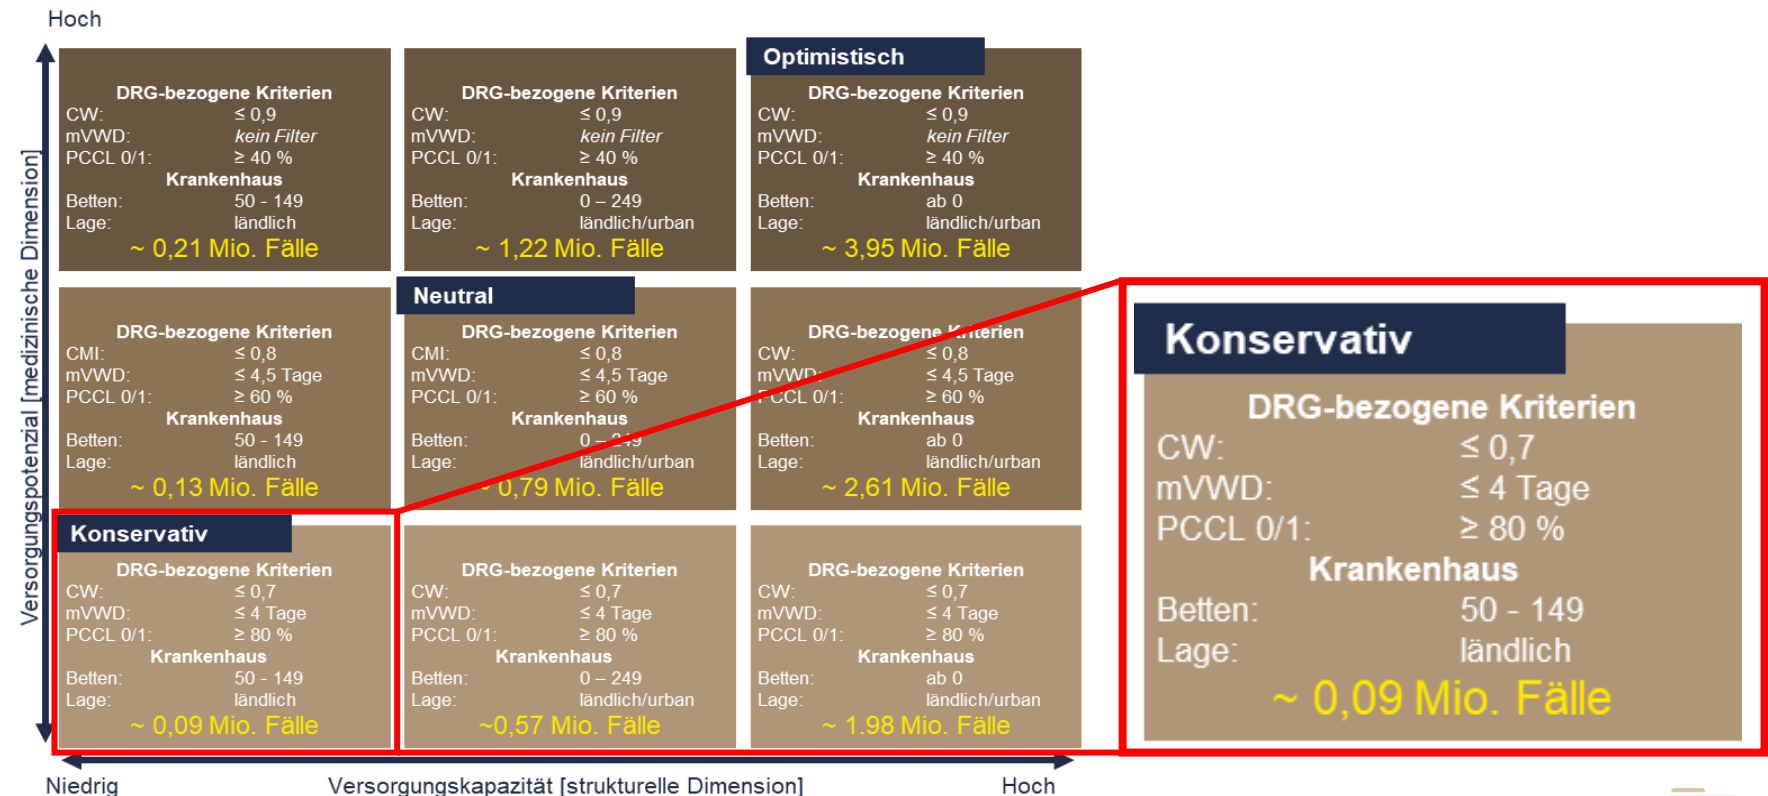 Hoch
Versorgungspotenzial [medizinische Dimension]
DRG-bezogene Kriterien
CW: ≤ 0,9
mVWD: kein Filter
PCCL 0/1: ≥ 40 %
Krankenhaus
Betten: 50 - 149
Lage: ländlich
~ 0,21 Mio. Fälle
DRG-bezogene Kriterien
CW: ≤ 0,9
mVWD: kein Filter
PCCL 0/1: ≥ 40 %
Krankenhaus
Betten: 0 – 249
Lage: ländlich/urban
~ 1,22 Mio. Fälle
Optimistisch
DRG-bezogene Kriterien
CW: ≤ 0,9
mVWD: kein Filter
PCCL 0/1: ≥ 40 %
Krankenhaus
Betten: ab 0
Lage: ländlich/urban
~ 3,95 Mio. Fälle
DRG-bezogene Kriterien
CMI: ≤ 0,8
mVWD: ≤ 4,5 Tage
PCCL 0/1: ≥ 60 %
Krankenhaus
Betten: 50 - 149
Lage: ländlich
~ 0,13 Mio. Fälle
Neutral
DRG-bezogene Kriterien
CMI: ≤ 0,8
mVWD: ≤ 4,5 Tage
PCCL 0/1: ≥ 60 %
Krankenhaus
Betten: 0 – 249
Lage: ländlich/urban
~ 0,79 Mio. Fälle
DRG-bezogene Kriterien
CW: ≤ 0,8
mVWD: ≤ 4,5 Tage
PCCL 0/1: ≥ 60 %
Krankenhaus
Betten: ab 0
Lage: ländlich/urban
~ 2,61 Mio. Fälle
Konservativ
DRG-bezogene Kriterien
CW: ≤ 0,7
mVWD: ≤ 4 Tage
PCCL 0/1: ≥ 80 %
Krankenhaus
Betten: 50 - 149
Lage: ländlich
~ 0,09 Mio. Fälle
DRG-bezogene Kriterien
CW: ≤ 0,7
mVWD: ≤ 4 Tage
PCCL 0/1: ≥ 80 %
Krankenhaus
Betten: 0 – 249
Lage: ländlich/urban
~0,57 Mio. Fälle
DRG-bezogene Kriterien
CW: ≤ 0,7
mVWD: ≤ 4 Tage
PCCL 0/1: ≥ 80 %
Krankenhaus
Betten: ab 0
Lage: ländlich/urban
~ 1.98 Mio. Fälle
Konservativ
DRG-bezogene Kriterien
CW: ≤ 0,7
mVWD: ≤ 4 Tage
PCCL 0/1: ≥ 80 %
Krankenhaus
Betten: 50 - 149
Lage: ländlich
~ 0,09 Mio. Fälle
Niedrig
Versorgungskapazität [strukturelle Dimension]
Hoch